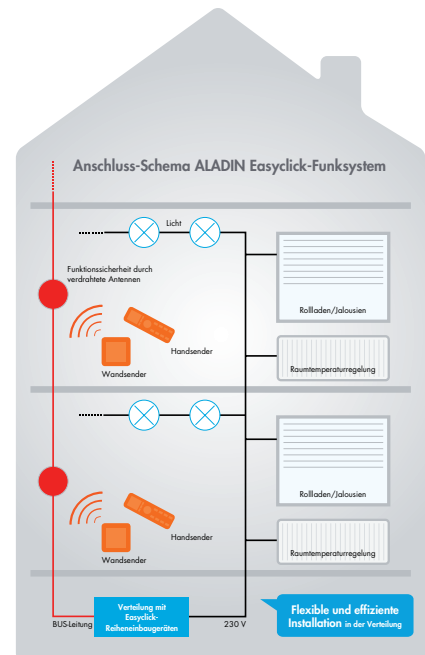 Anschluss-Schema ALADIN Easyclick-Funksystem
Licht
Funktionssicherheit durch
verdrahtete Antennen
Rollladen/Jalousien
Handsender
Wandsender
Raumtemperaturregelung
Rollladen/Jalousien
Handsender
Wandsender
Raumtemperaturregelung
BUS-Leitung
Verteilung mit
Easyclick-
Reiheneinbaugeräten
230 V
Flexible und effiziente
Installation in der Verteilung